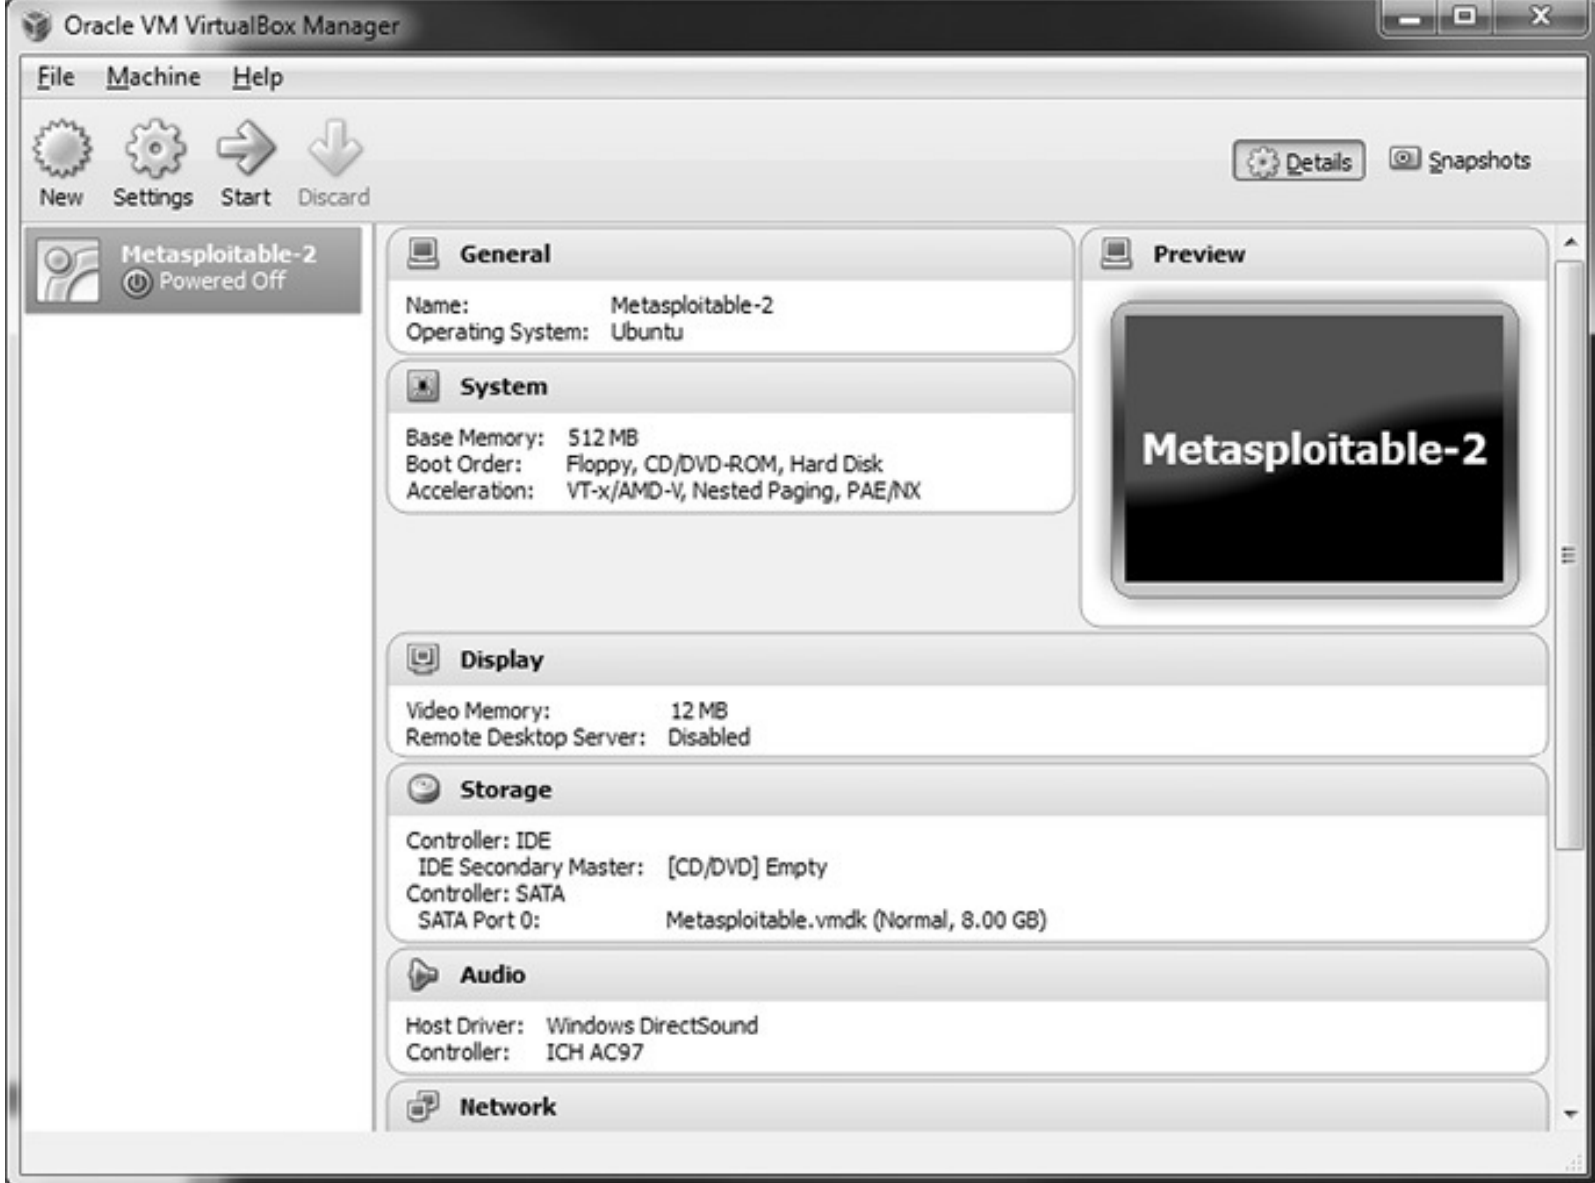 Oracle VM VirtualBox Manager
File Machine Help
New Settings Start Discard
Details Snapshots
Metasploitable-2
Powered Off
General
Name: Metasploitable-2
Operating System: Ubuntu
System
Base Memory: 512 MB
Boot Order: Floppy, CD/DVD-ROM, Hard Disk
Acceleration: VT-x/AMD-V, Nested Paging, PAE/NX
Preview
Metasploitable-2
Display
Video Memory: 12 MB
Remote Desktop Server: Disabled
Storage
Controller: IDE
IDE Secondary Master: [CD/DVD] Empty
Controller: SATA
SATA Port 0: Metasploitable.vmdk (Normal, 8.00 GB)
Audio
Host Driver: Windows DirectSound
Controller: ICH AC97
Network